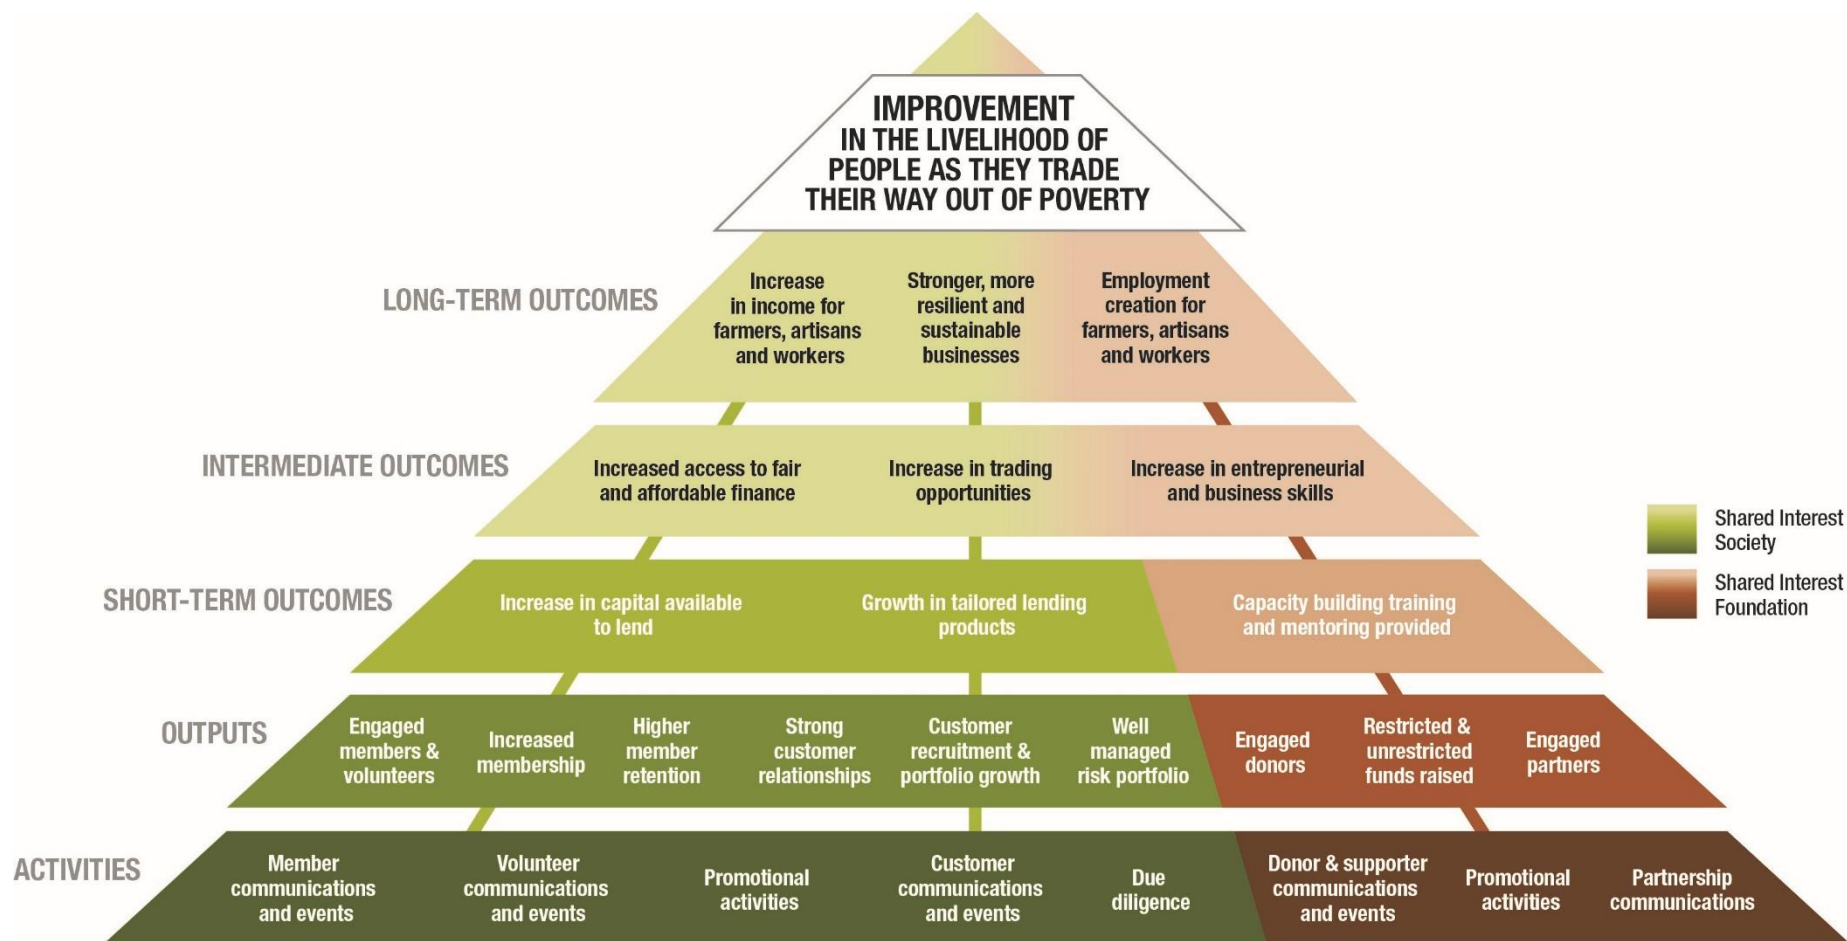 IMPROVEMENT
IN THE LIVELIHOOD OF
PEOPLE AS THEY TRADE
THEIR WAY OUT OF POVERTY
LONG-TERM OUTCOMES
Increase
in income for
farmers, artisans
and workers
Stronger, more
resilient and
sustainable
businesses
Employment
creation for
farmers, artisans
and workers
INTERMEDIATE OUTCOMES
Increased access to fair
and affordable finance
Increase in trading
opportunities
Increase in entrepreneurial
and business skills
Shared Interest
Society
Shared Interest
Foundation
SHORT-TERM OUTCOMES
Increase in capital available
to lend
Growth in tailored lending
products
Capacity building training
and mentoring provided
OUTPUTS
Engaged
members &
volunteers
Increased
membership
Higher
member
retention
Strong
customer
relationships
Customer
recruitment &
portfolio growth
Well
managed
risk portfolio
Engaged
donors
Restricted &
unrestricted
funds raised
Engaged
partners
ACTIVITIES
Member
communications
and events
Volunteer
communications
and events
Promotional
activities
Customer
communications
and events
Due
diligence
Donor & supporter
communications
and events
Promotional
activities
Partnership
communications